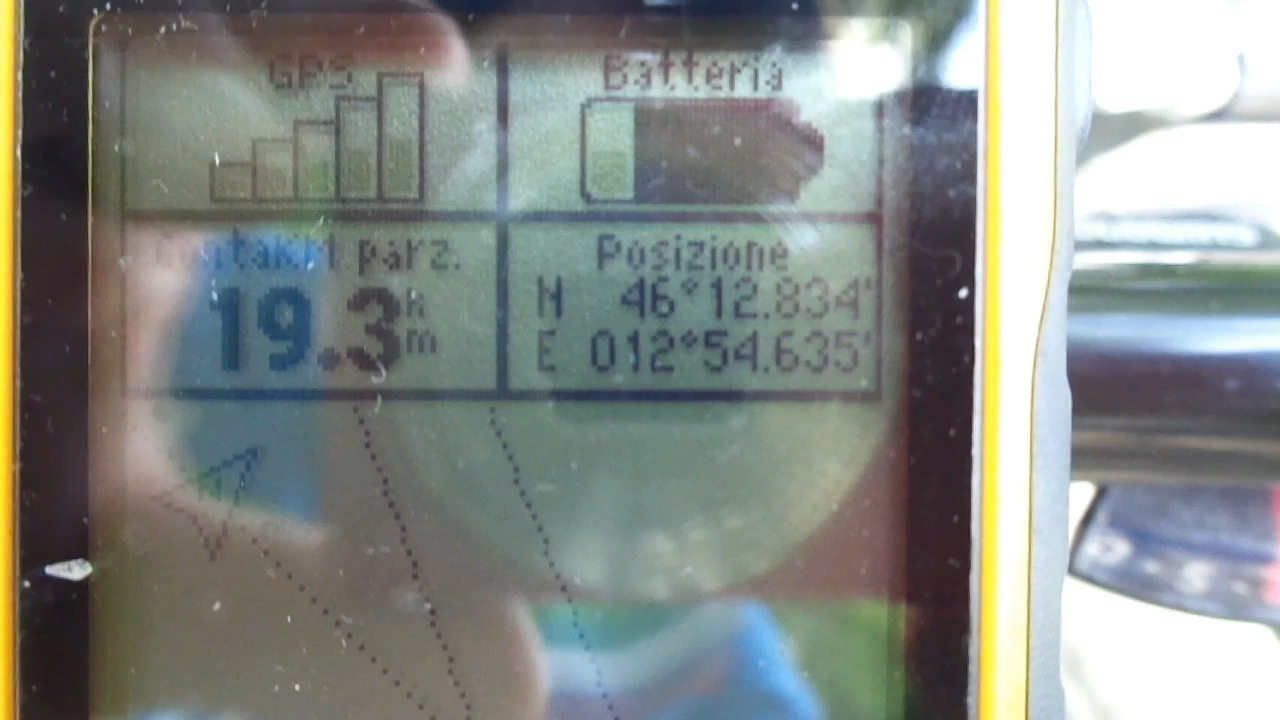 GPS
Batteria
parz.
19.3 km
Posizione
N 46°12.834'
E 012°54.635'